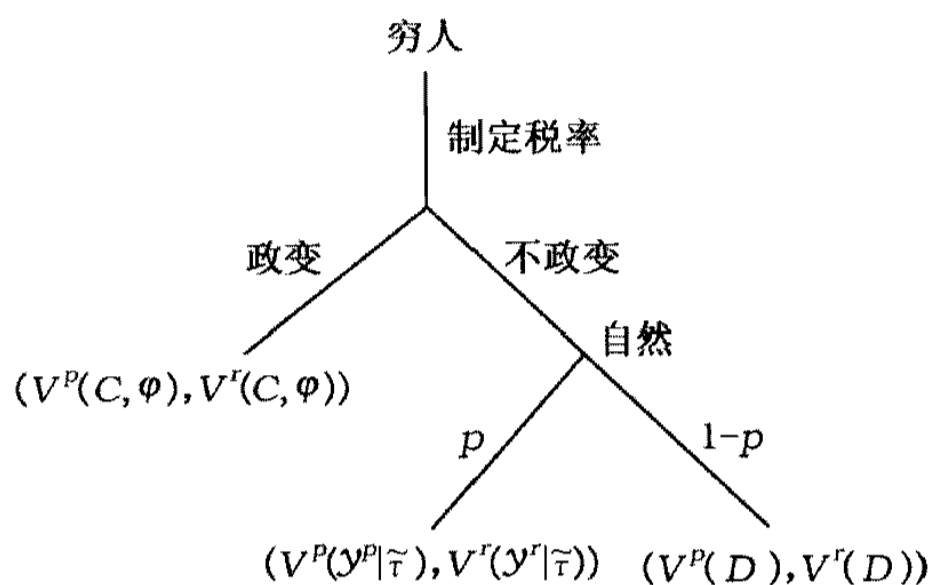 穷人
制定税率
政变
不政变
自然
(V^p(C,φ),V^r(C,φ))
p
1-p
(V^p(y^p|τ̃),V^r(y^r|τ̃))
(V^p(D),V^r(D))